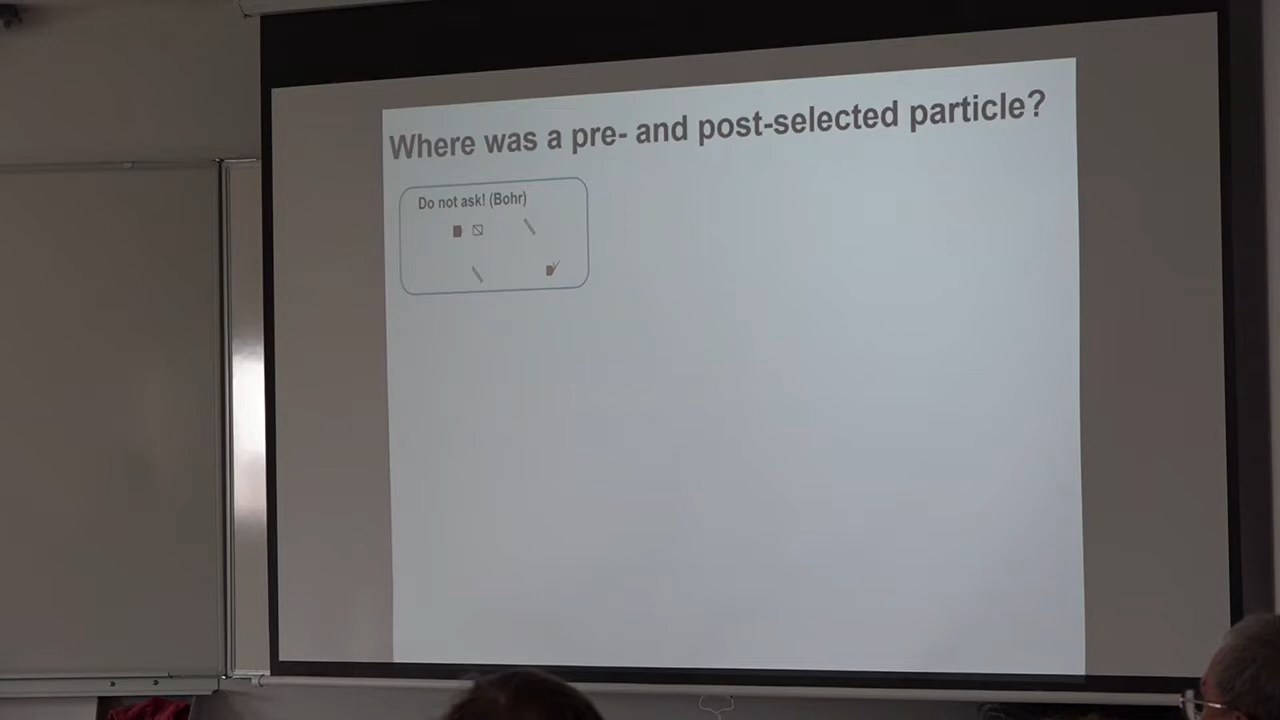 Where was a pre- and post-selected particle?
Do not ask! (Bohr)